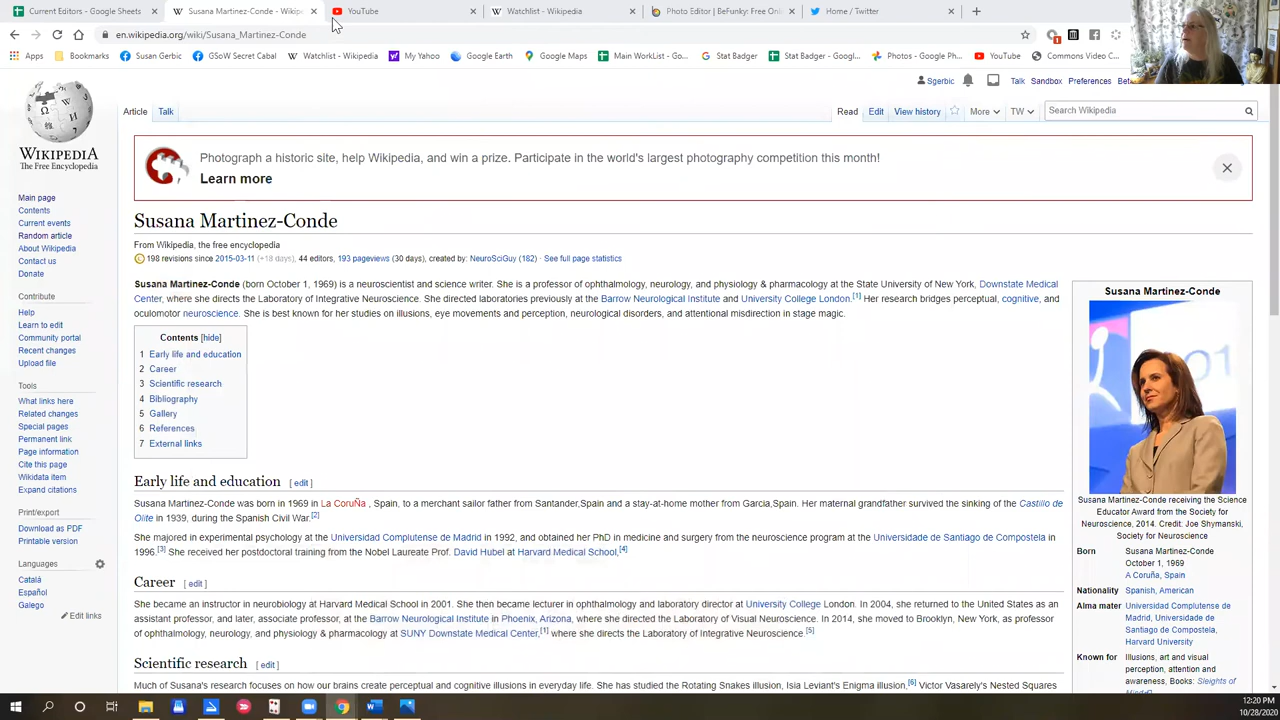 Current Editors - Google Sheets
Susana Martinez-Conde - Wikip
YouTube
Watchlist - Wikipedia
Photo Editor | BeFunky: Free Onli
Home / Twitter
en.wikipedia.org/wiki/Susana_Martinez-Conde
Apps Bookmarks Susan Gerbic GSoW Secret Cabal Watchlist - Wikipedia My Yahoo Google Earth Google Maps Main WorkList - Go... Stat Badger Stat Badger - Googl... Photos - Google Ph... YouTube Commons Video C...
Sgerbic Talk Sandbox Preferences Bet
Article Talk Read Edit View history More TW Search Wikipedia
WIKIPEDIA
The Free Encyclopedia
Main page
Contents
Current events
Random article
About Wikipedia
Contact us
Donate
Contribute
Help
Learn to edit
Community portal
Recent changes
Upload file
Tools
What links here
Related changes
Special pages
Permanent link
Page information
Cite this page
Wikidata item
Expand citations
Print/export
Download as PDF
Printable version
Languages
Català
Español
Galego
Edit links
Photograph a historic site, help Wikipedia, and win a prize. Participate in the world's largest photography competition this month!
Learn more
Susana Martinez-Conde
From Wikipedia, the free encyclopedia
198 revisions since 2015-03-11 (+18 days), 44 editors, 193 pageviews (30 days), created by: NeuroSciGuy (182) · See full page statistics
Susana Martinez-Conde (born October 1, 1969) is a neuroscientist and science writer. She is a professor of ophthalmology, neurology, and physiology & pharmacology at the State University of New York, Downstate Medical
Center, where she directs the Laboratory of Integrative Neuroscience. She directed laboratories previously at the Barrow Neurological Institute and University College London.[1] Her research bridges perceptual, cognitive, and
oculomotor neuroscience. She is best known for her studies on illusions, eye movements and perception, neurological disorders, and attentional misdirection in stage magic.
Contents [hide]
1 Early life and education
2 Career
3 Scientific research
4 Bibliography
5 Gallery
6 References
7 External links
Early life and education [ edit ]
Susana Martinez-Conde was born in 1969 in La CoruÑa , Spain, to a merchant sailor father from Santander,Spain and a stay-at-home mother from Garcia,Spain. Her maternal grandfather survived the sinking of the Castillo de
Olite in 1939, during the Spanish Civil War.[2]
She majored in experimental psychology at the Universidad Complutense de Madrid in 1992, and obtained her PhD in medicine and surgery from the neuroscience program at the Universidade de Santiago de Compostela in
1996.[3] She received her postdoctoral training from the Nobel Laureate Prof. David Hubel at Harvard Medical School,[4]
Career [ edit ]
She became an instructor in neurobiology at Harvard Medical School in 2001. She then became lecturer in ophthalmology and laboratory director at University College London. In 2004, she returned to the United States as an
assistant professor, and later, associate professor, at the Barrow Neurological Institute in Phoenix, Arizona, where she directed the Laboratory of Visual Neuroscience. In 2014, she moved to Brooklyn, New York, as professor
of ophthalmology, neurology, and physiology & pharmacology at SUNY Downstate Medical Center,[1] where she directs the Laboratory of Integrative Neuroscience.[5]
Scientific research [ edit ]
Much of Susana's research focuses on how our brains create perceptual and cognitive illusions in everyday life. She has studied the Rotating Snakes illusion, Isia Leviant's Enigma illusion,[6] Victor Vasarely's Nested Squares
Susana Martinez-Conde
Susana Martinez-Conde receiving the Science
Educator Award from the Society for
Neuroscience, 2014. Credit: Joe Shymanski,
Society for Neuroscience
Born Susana Martinez-Conde
October 1, 1969
A Coruña, Spain
Nationality Spanish, American
Alma mater Universidad Complutense de
Madrid, Universidade de
Santiago de Compostela,
Harvard University
Known for Illusions, art and visual
perception, attention and
awareness, Books: Sleights of
12:20 PM
10/28/2020